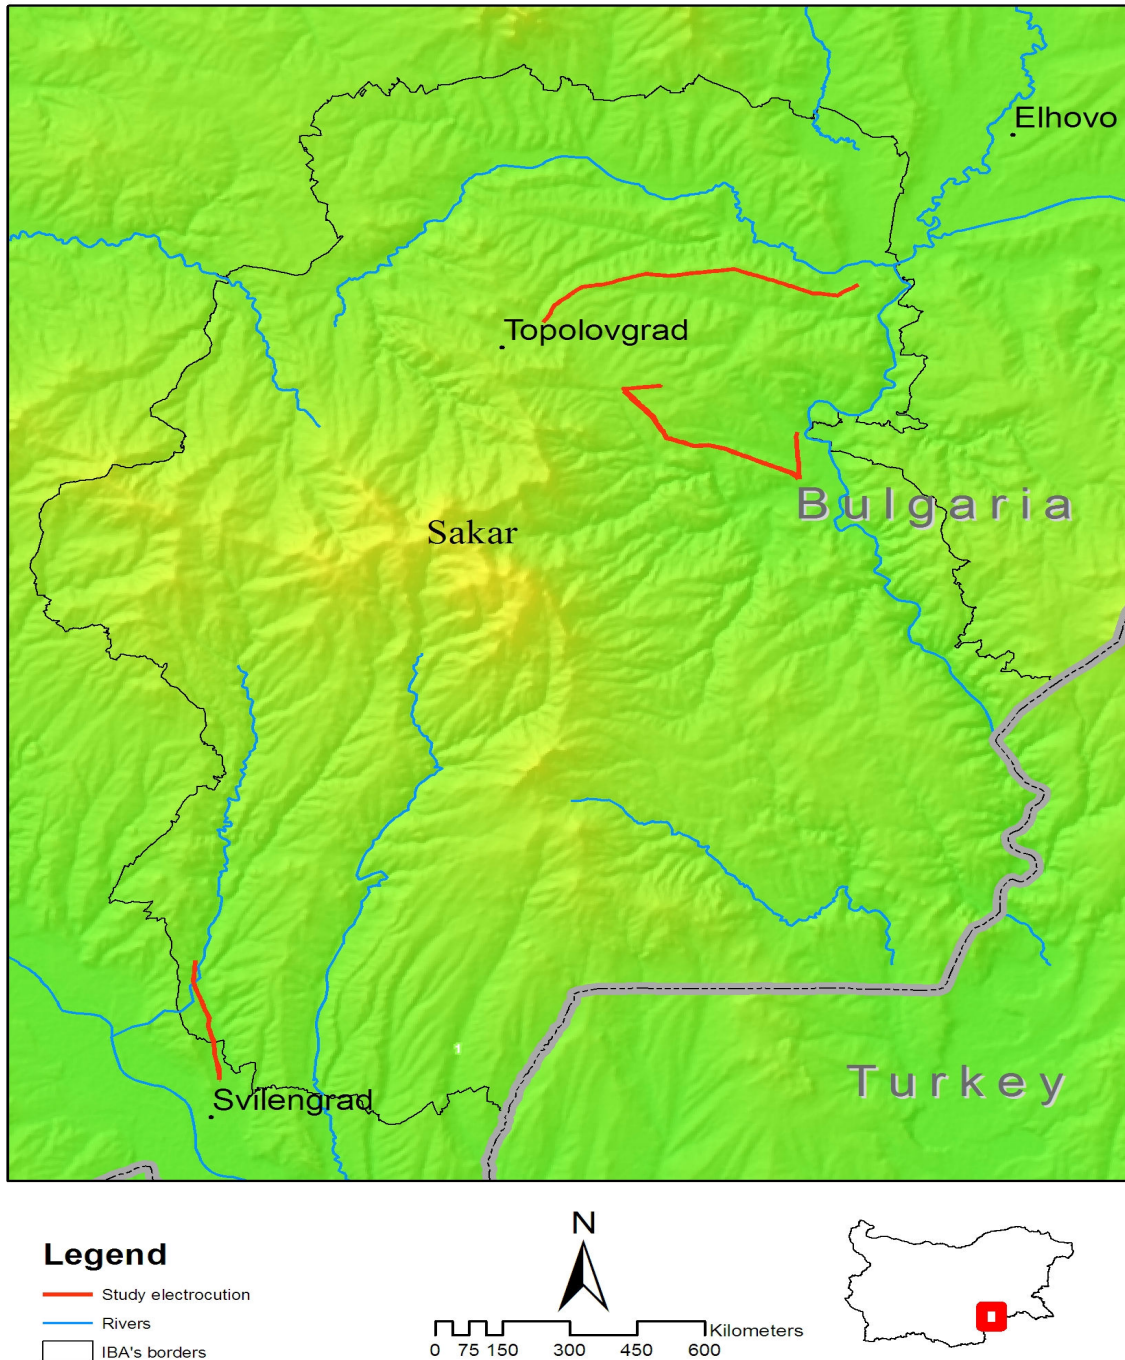 Elhovo
Topolovgrad
Bulgaria
Sakar
1
Turkey
Svilengrad
N
Legend
Study electrocution
Rivers
IBA's borders
Kilometers
0 75 150 300 450 600